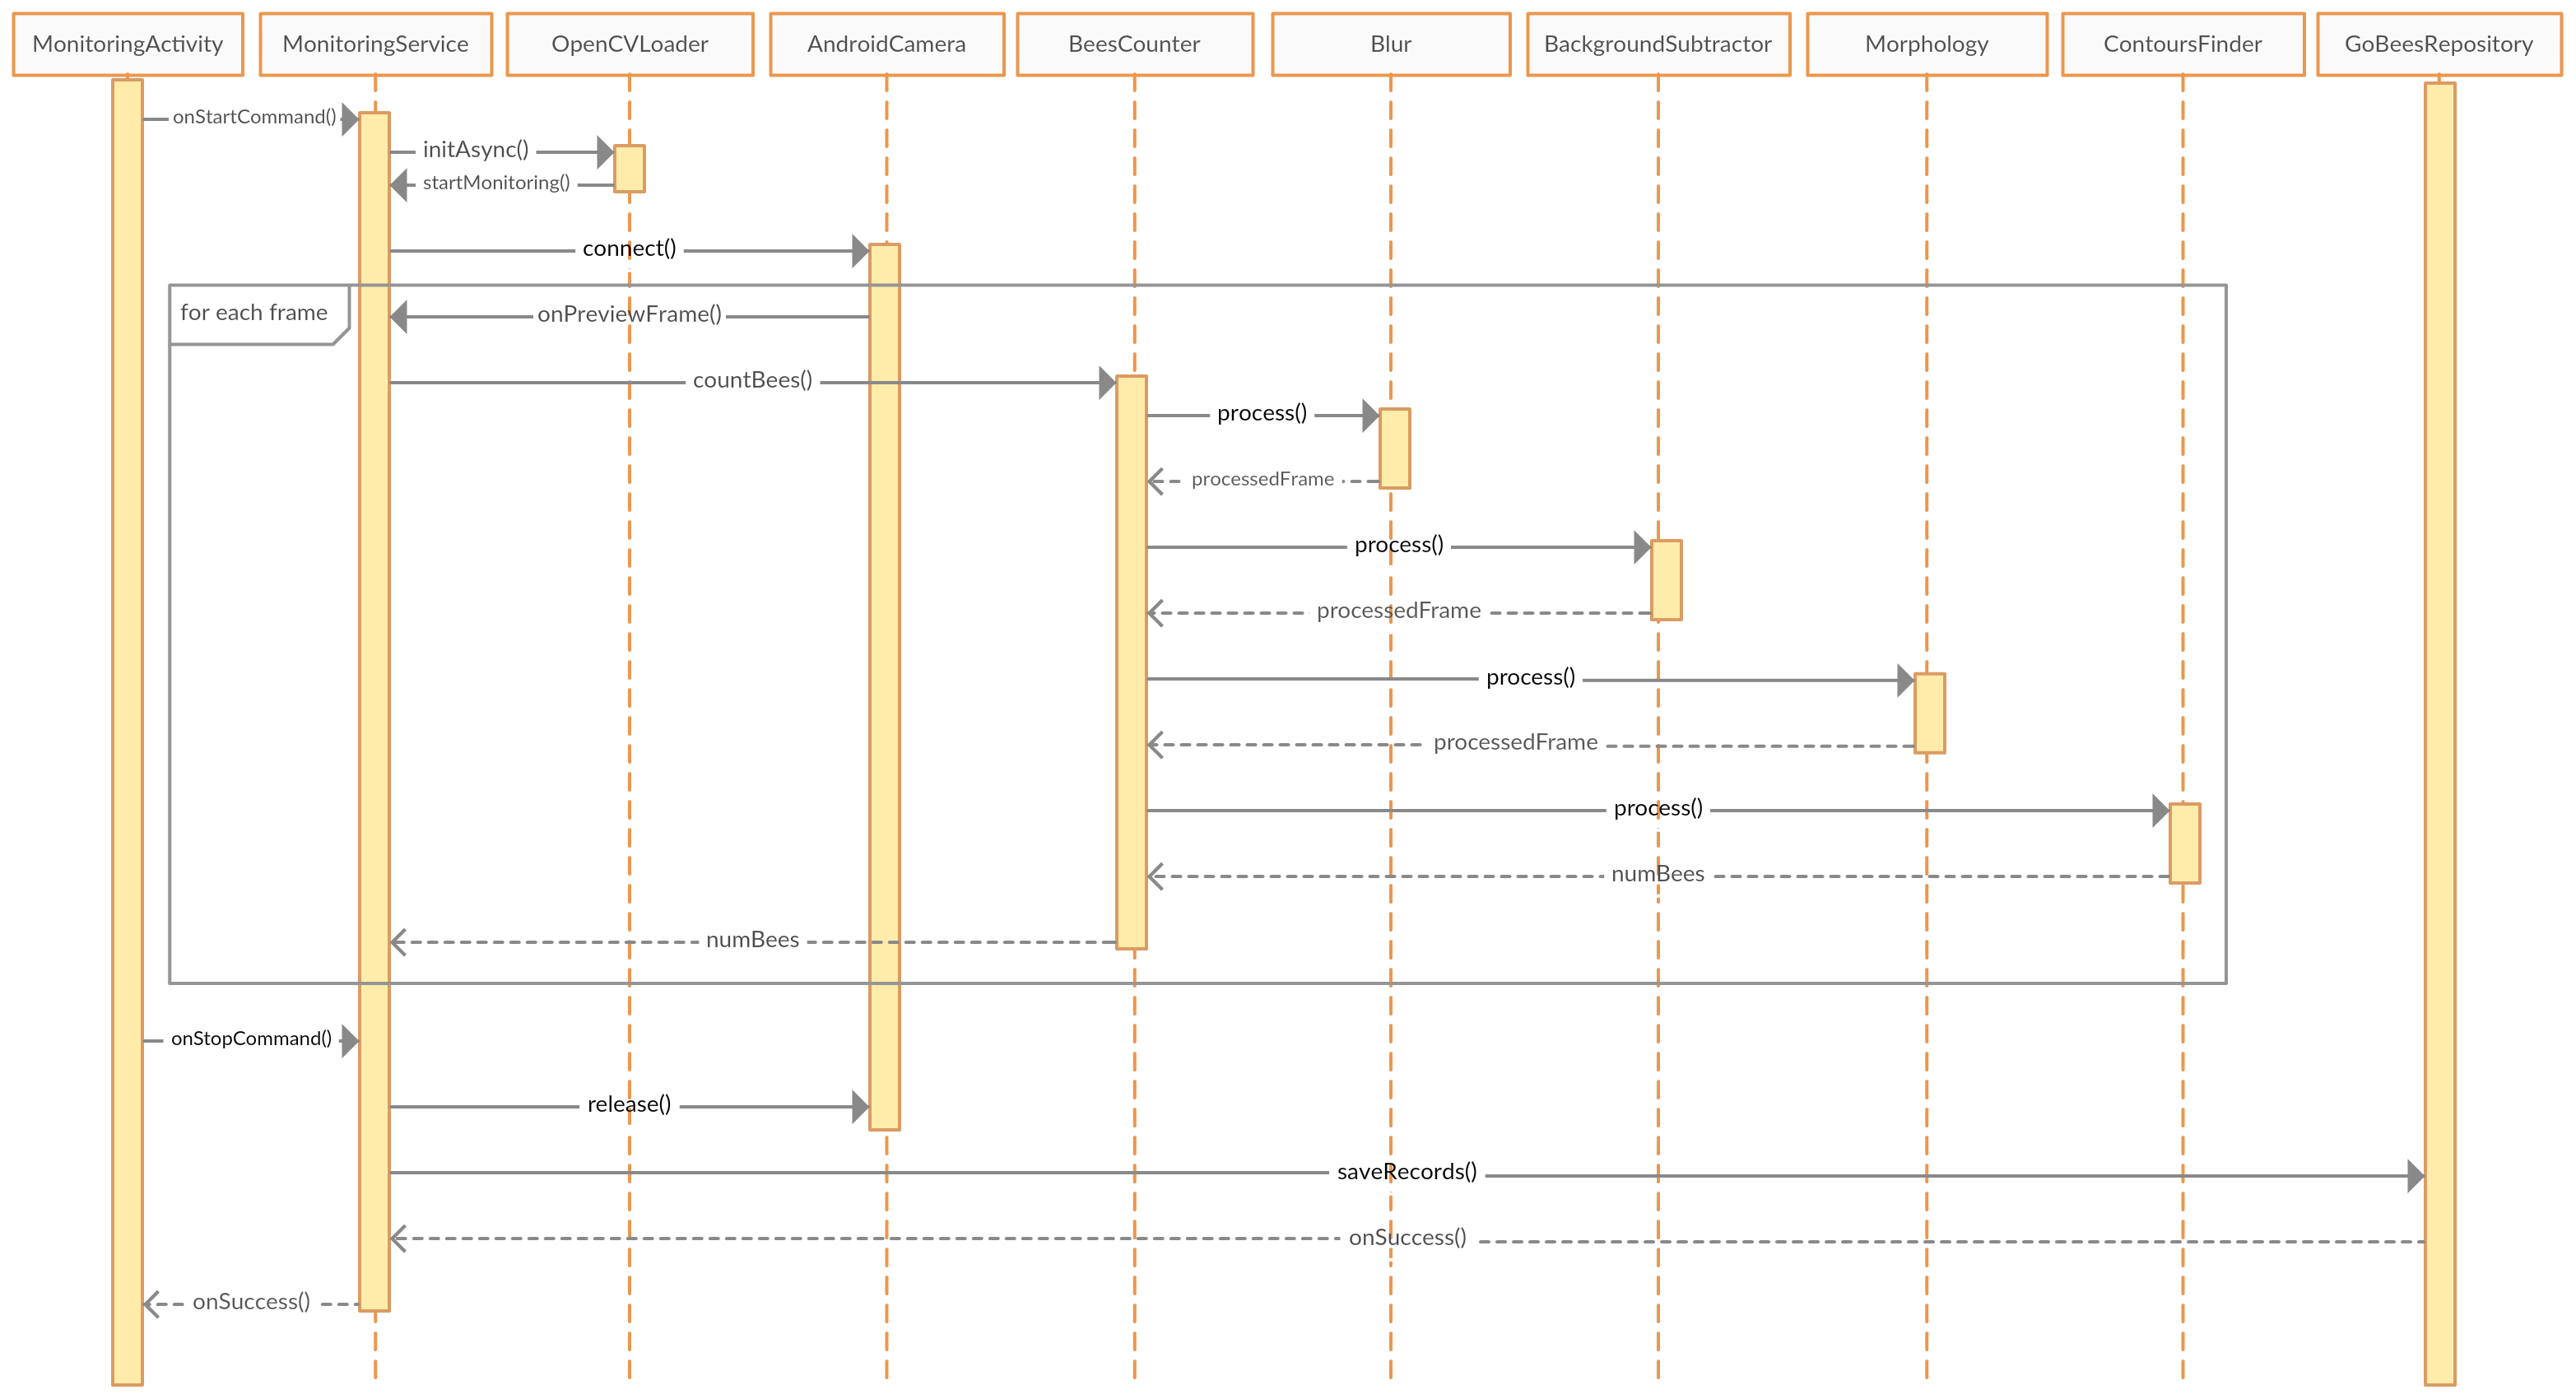 MonitoringActivity
MonitoringService
OpenCVLoader
AndroidCamera
BeesCounter
Blur
BackgroundSubtractor
Morphology
ContoursFinder
GoBeesRepository
onStartCommand()
initAsync()
startMonitoring()
connect()
for each frame
onPreviewFrame()
countBees()
process()
processedFrame
process()
processedFrame
process()
processedFrame
process()
numBees
numBees
onStopCommand()
release()
saveRecords()
onSuccess()
onSuccess()